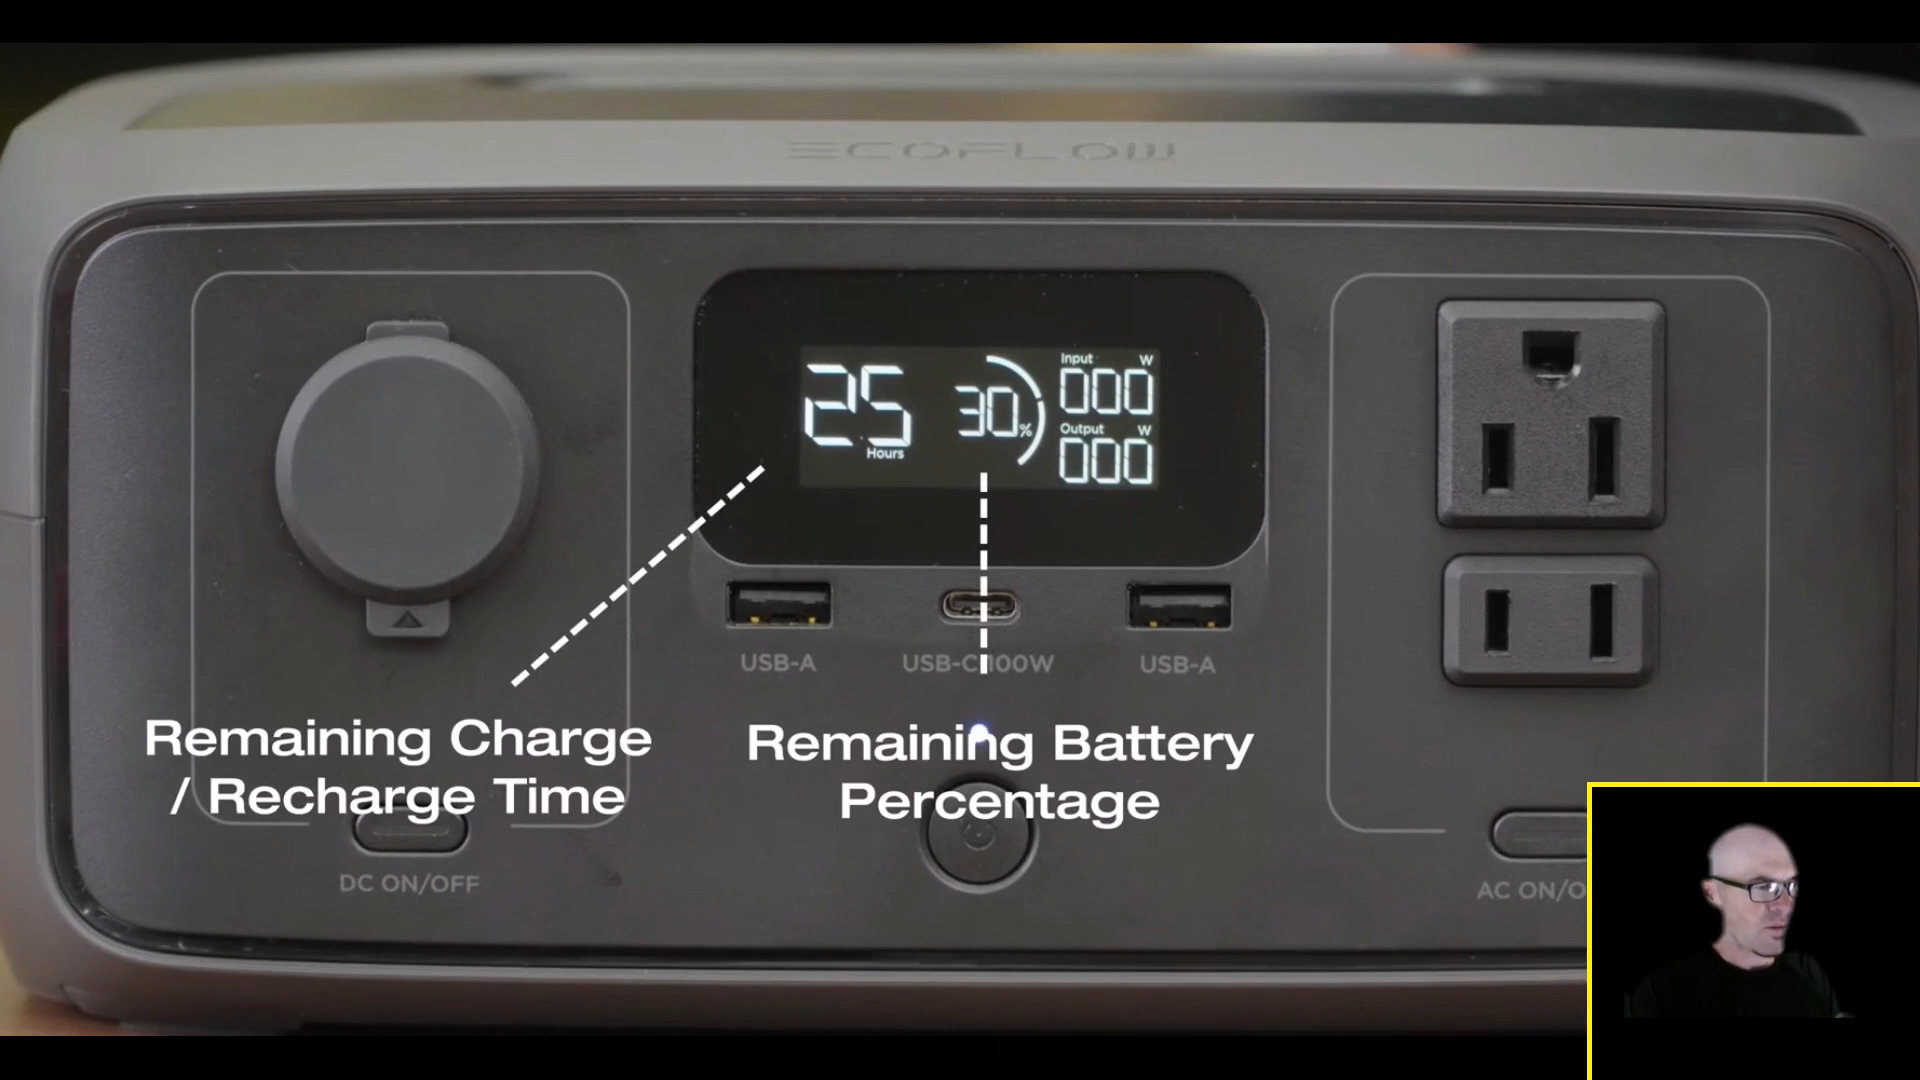 ECOFLOW
25
Hours
30%
Input W
000
Output W
000
USB-A
USB-C 100W
USB-A
Remaining Charge
/ Recharge Time
Remaining Battery
Percentage
DC ON/OFF
AC ON/O